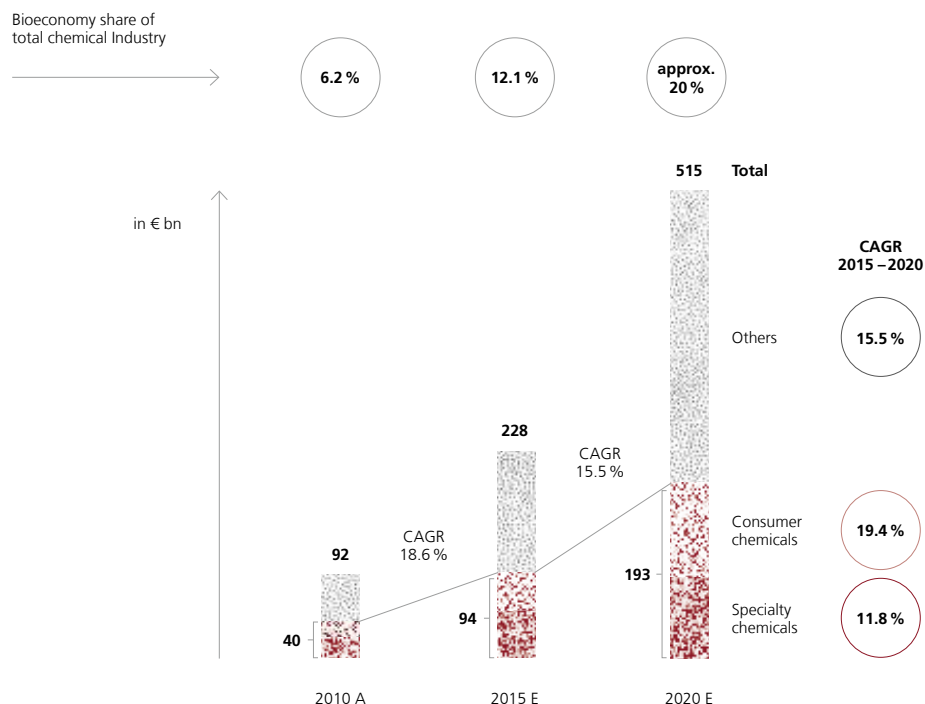 Bioeconomy share of
total chemical Industry
6.2 %
12.1 %
approx.
20 %
515
Total
in € bn
CAGR
2015 – 2020
Others
15.5 %
228
CAGR
15.5 %
Consumer
chemicals
19.4 %
92
CAGR
18.6 %
193
94
40
Specialty
chemicals
11.8 %
2010 A
2015 E
2020 E